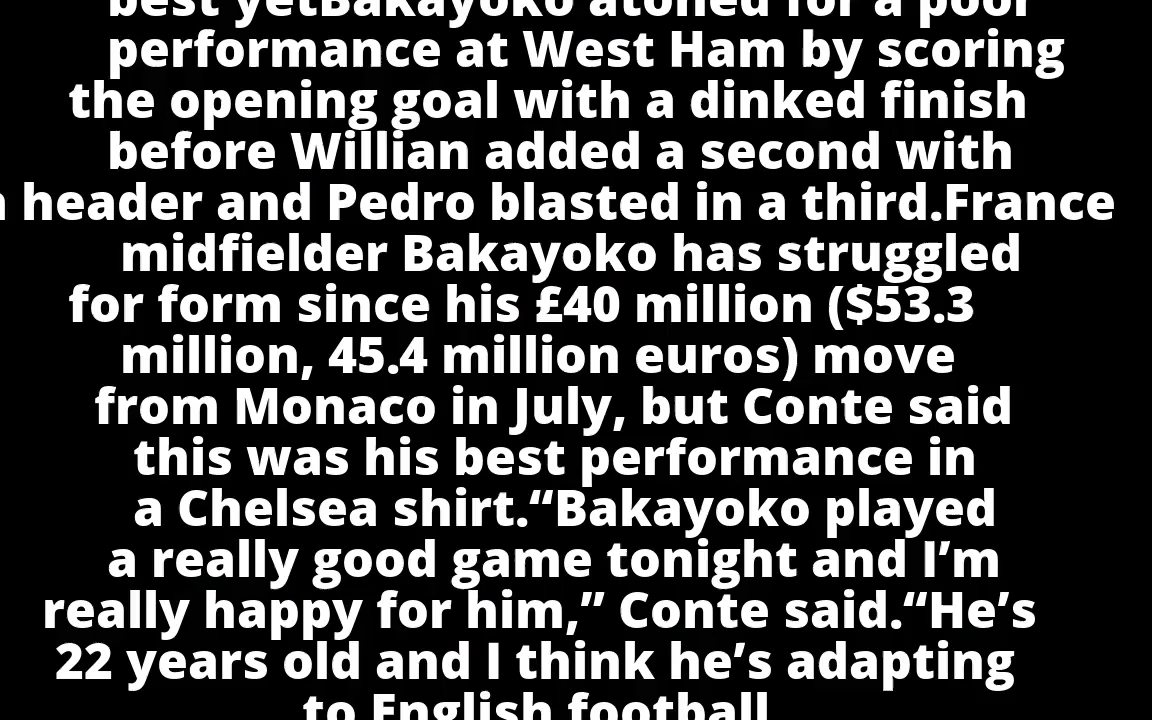 best yetBakayoko atoned for a poor
performance at West Ham by scoring
the opening goal with a dinked finish
before Willian added a second with
a header and Pedro blasted in a third.France
midfielder Bakayoko has struggled
for form since his £40 million ($53.3
million, 45.4 million euros) move
from Monaco in July, but Conte said
this was his best performance in
a Chelsea shirt.“Bakayoko played
a really good game tonight and I’m
really happy for him,” Conte said.“He’s
22 years old and I think he’s adapting
to English football